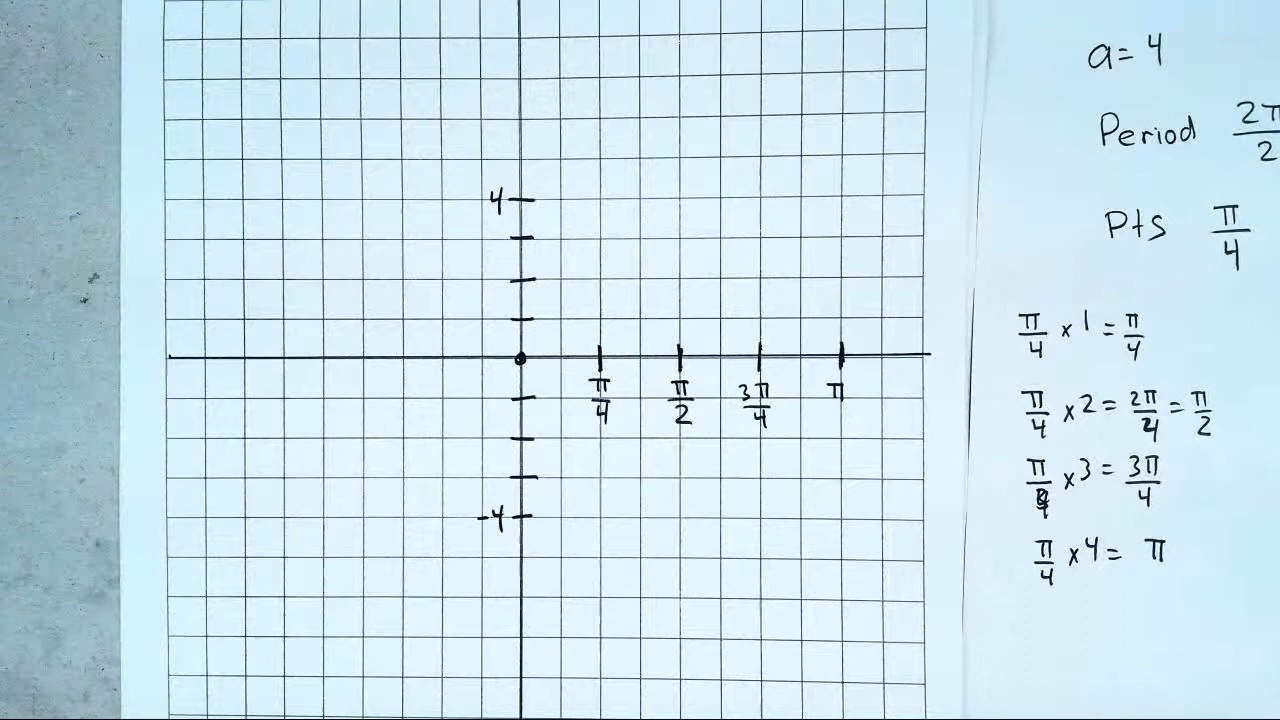 a = 4
Period 2π/2
Pts π/4
π/4 x 1 = π/4
π/4 x 2 = 2π/4 = π/2
π/4 x 3 = 3π/4
π/4 x 4 = π
4
π/4 π/2 3π/4 π
-4